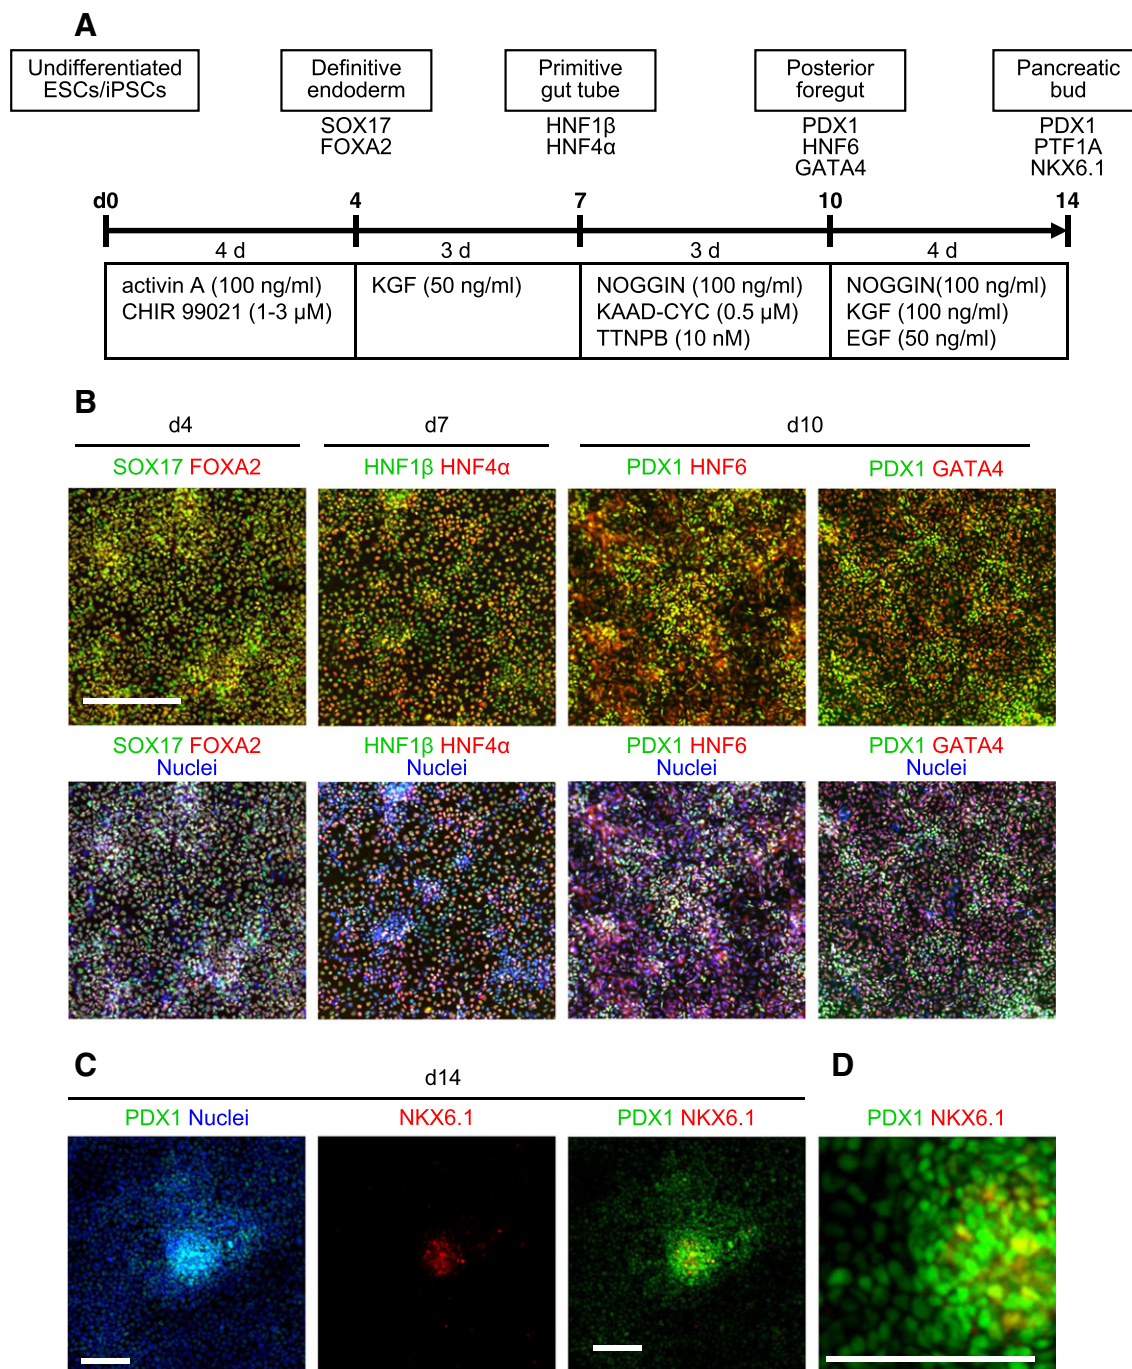 A
Undifferentiated
ESCs/iPSCs
Definitive
endoderm
Primitive
gut tube
Posterior
foregut
Pancreatic
bud
SOX17
FOXA2
HNF1β
HNF4α
PDX1
HNF6
GATA4
PDX1
PTF1A
NKX6.1
d0
4
7
10
14
4 d
3 d
3 d
4 d
activin A (100 ng/ml)
CHIR 99021 (1-3 μM)
KGF (50 ng/ml)
NOGGIN (100 ng/ml)
KAAD-CYC (0.5 μM)
TTNPB (10 nM)
NOGGIN(100 ng/ml)
KGF (100 ng/ml)
EGF (50 ng/ml)
B
d4
d7
d10
SOX17 FOXA2
HNF1β HNF4α
PDX1 HNF6
PDX1 GATA4
SOX17 FOXA2
Nuclei
HNF1β HNF4α
Nuclei
PDX1 HNF6
Nuclei
PDX1 GATA4
Nuclei
C
d14
D
PDX1 Nuclei
NKX6.1
PDX1 NKX6.1
PDX1 NKX6.1